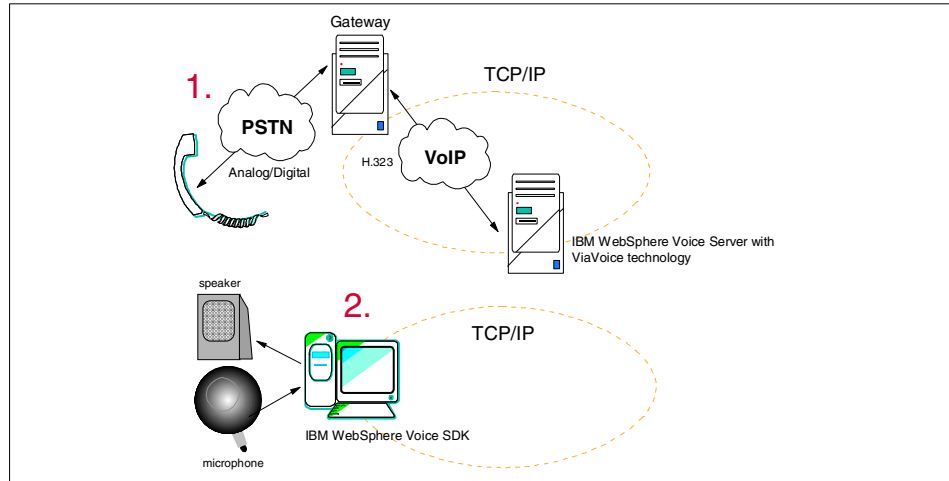 Gateway
1.
TCP/IP
PSTN
Analog/Digital
H.323
VoIP
IBM WebSphere Voice Server with
ViaVoice technology
speaker
2.
TCP/IP
IBM WebSphere Voice SDK
microphone